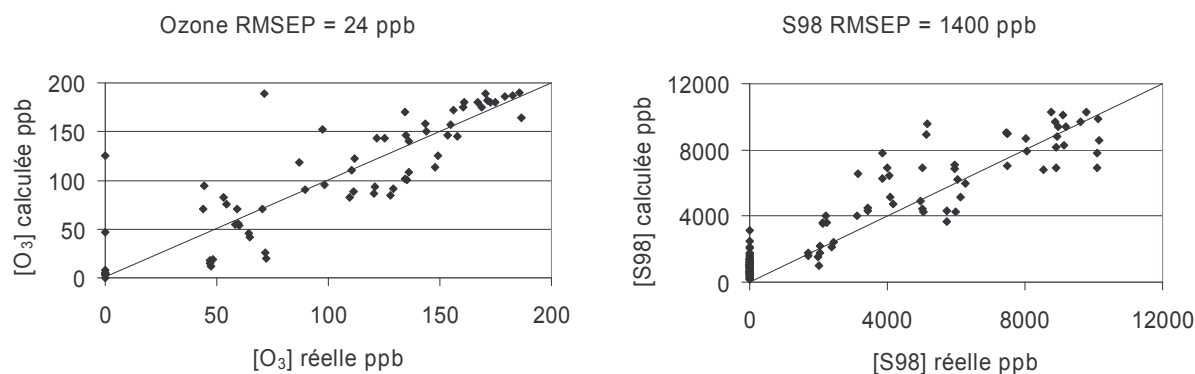 Ozone RMSEP = 24 ppb
[O₃] calculée ppb
200
150
100
50
0
0 50 100 150 200
[O₃] réelle ppb
S98 RMSEP = 1400 ppb
[S98] calculée ppb
12000
8000
4000
0
0 4000 8000 12000
[S98] réelle ppb